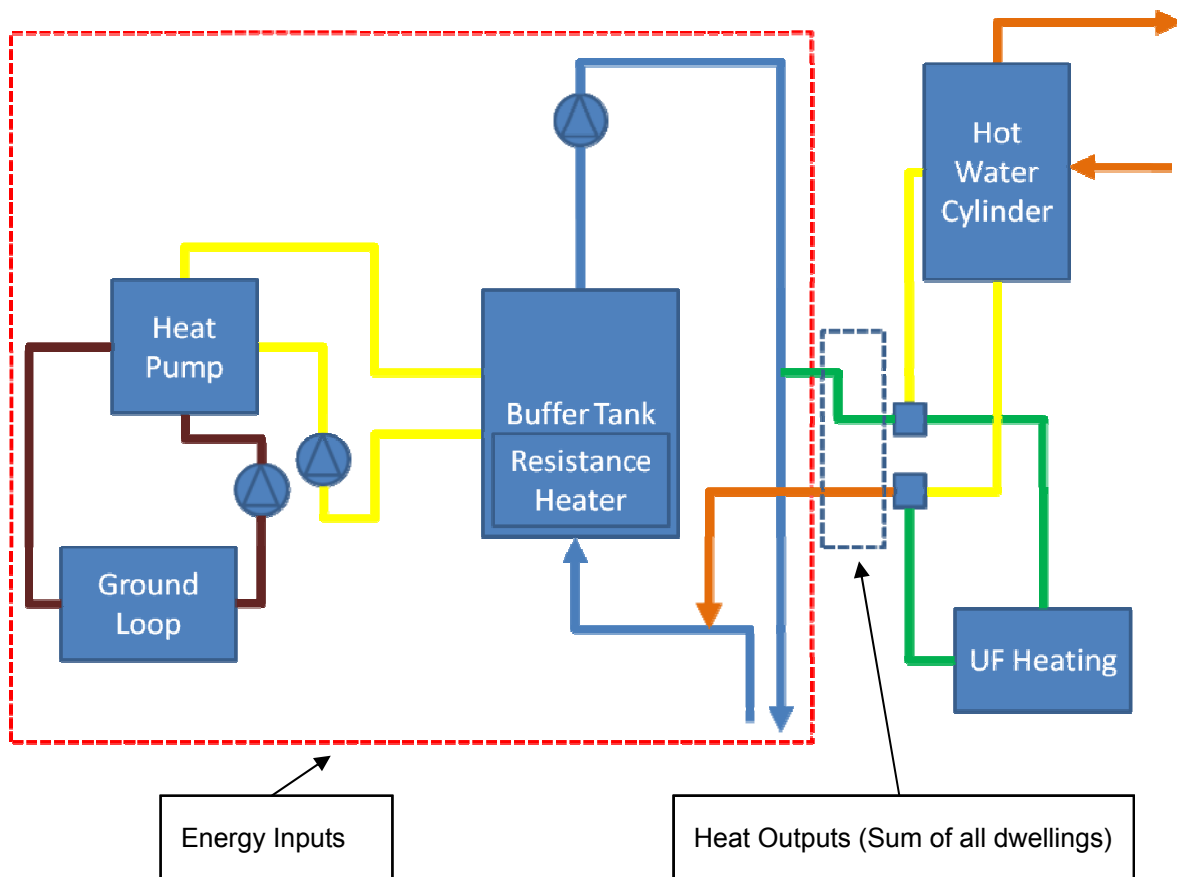 Hot
Water
Cylinder
Heat
Pump
Buffer Tank
Resistance
Heater
Ground
Loop
UF Heating
Energy Inputs
Heat Outputs (Sum of all dwellings)